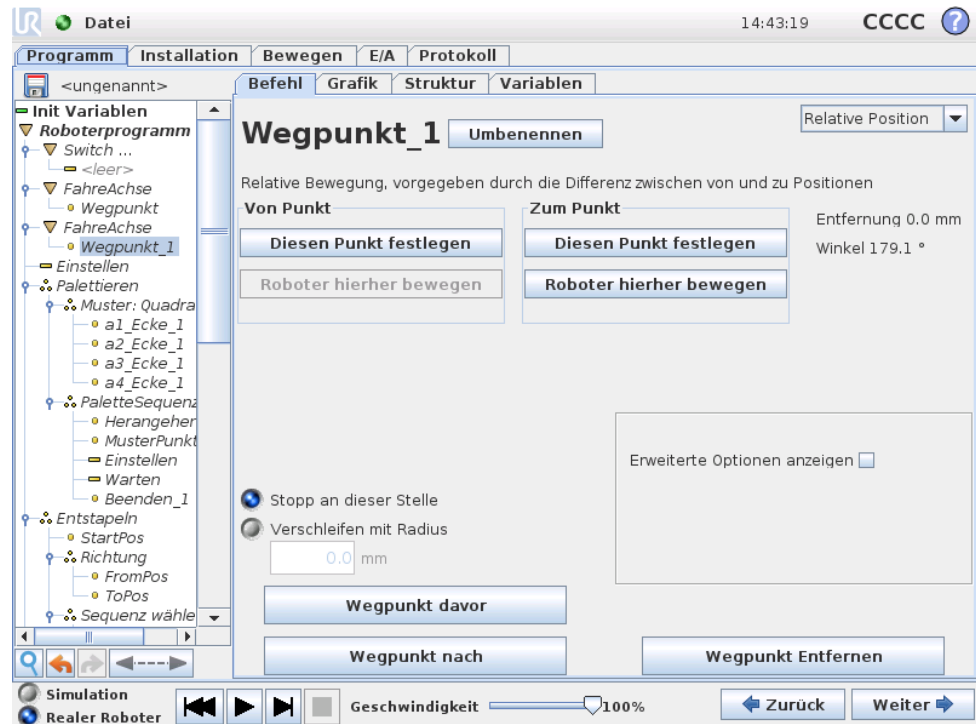 UR Datei 14:43:19 CCCC ?
Programm Installation Bewegen E/A Protokoll
<ungenannt>
Befehl Grafik Struktur Variablen
Init Variablen
Roboterprogramm
Switch ...
<leer>
FahreAchse
Wegpunkt
FahreAchse
Wegpunkt_1
Einstellen
Palettieren
Muster: Quadra
a1_Ecke_1
a2_Ecke_1
a3_Ecke_1
a4_Ecke_1
PaletteSequenz
Herangeher
MusterPunkt
Einstellen
Warten
Beenden_1
Entstapeln
StartPos
Richtung
FromPos
ToPos
Sequenz wähle
Wegpunkt_1 Umbenennen Relative Position
Relative Bewegung, vorgegeben durch die Differenz zwischen von und zu Positionen
Von Punkt Zum Punkt
Entfernung 0.0 mm
Diesen Punkt festlegen Diesen Punkt festlegen
Winkel 179.1 °
Roboter hierher bewegen Roboter hierher bewegen
Erweiterte Optionen anzeigen
Stopp an dieser Stelle
Verschleifen mit Radius
0.0 mm
Wegpunkt davor
Wegpunkt nach Wegpunkt Entfernen
Simulation
Realer Roboter
Geschwindigkeit 100% Zurück Weiter